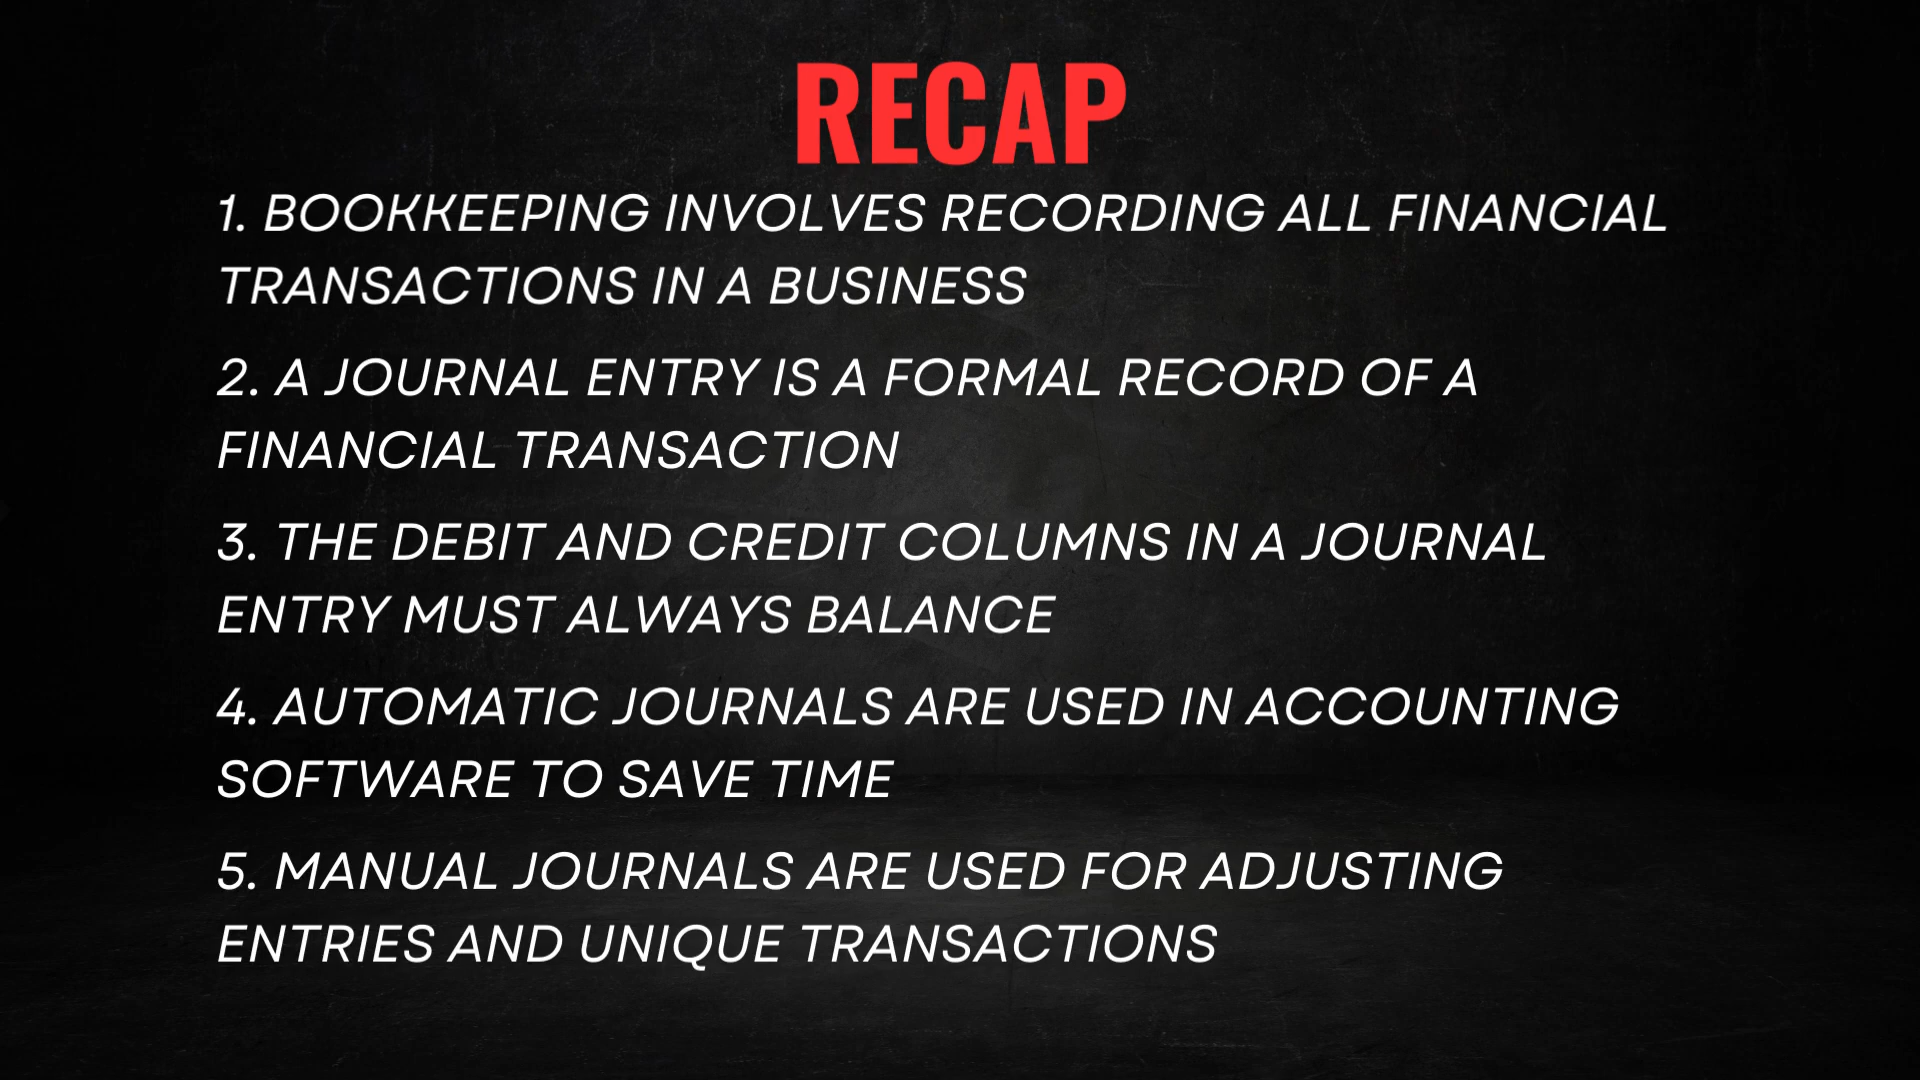 RECAP
1. BOOKKEEPING INVOLVES RECORDING ALL FINANCIAL
TRANSACTIONS IN A BUSINESS
2. A JOURNAL ENTRY IS A FORMAL RECORD OF A
FINANCIAL TRANSACTION
3. THE DEBIT AND CREDIT COLUMNS IN A JOURNAL
ENTRY MUST ALWAYS BALANCE
4. AUTOMATIC JOURNALS ARE USED IN ACCOUNTING
SOFTWARE TO SAVE TIME
5. MANUAL JOURNALS ARE USED FOR ADJUSTING
ENTRIES AND UNIQUE TRANSACTIONS